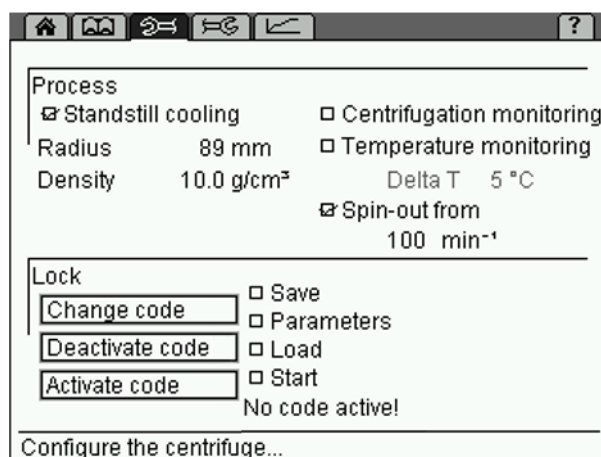 ?
Process
Standstill cooling
Centrifugation monitoring
Radius 89 mm
Temperature monitoring
Density 10.0 g/cm³
Delta T 5 °C
Spin-out from
100 min⁻¹
Lock
Change code
Deactivate code
Activate code
Save
Parameters
Load
Start
No code active!
Configure the centrifuge...